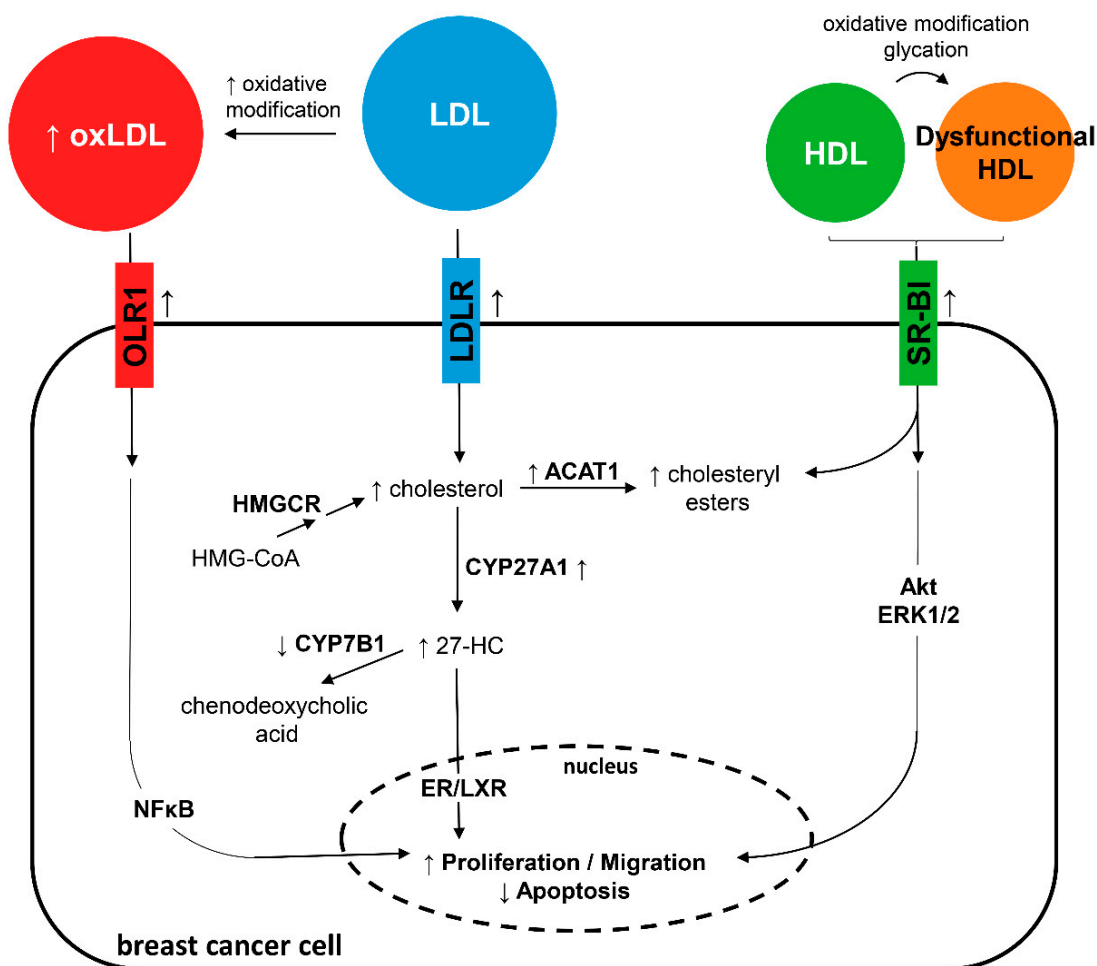 oxidative modification
glycation
↑ oxidative
modification
↑ oxLDL
LDL
HDL
Dysfunctional
HDL
OLR1
↑
LDLR
↑
SR-BI
↑
↑ cholesterol
↑ ACAT1
↑ cholesteryl
esters
HMGCR
HMG-CoA
CYP27A1 ↑
Akt
ERK1/2
↓ CYP7B1
↑ 27-HC
chenodeoxycholic
acid
nucleus
ER/LXR
NFκB
↑ Proliferation / Migration
↓ Apoptosis
breast cancer cell